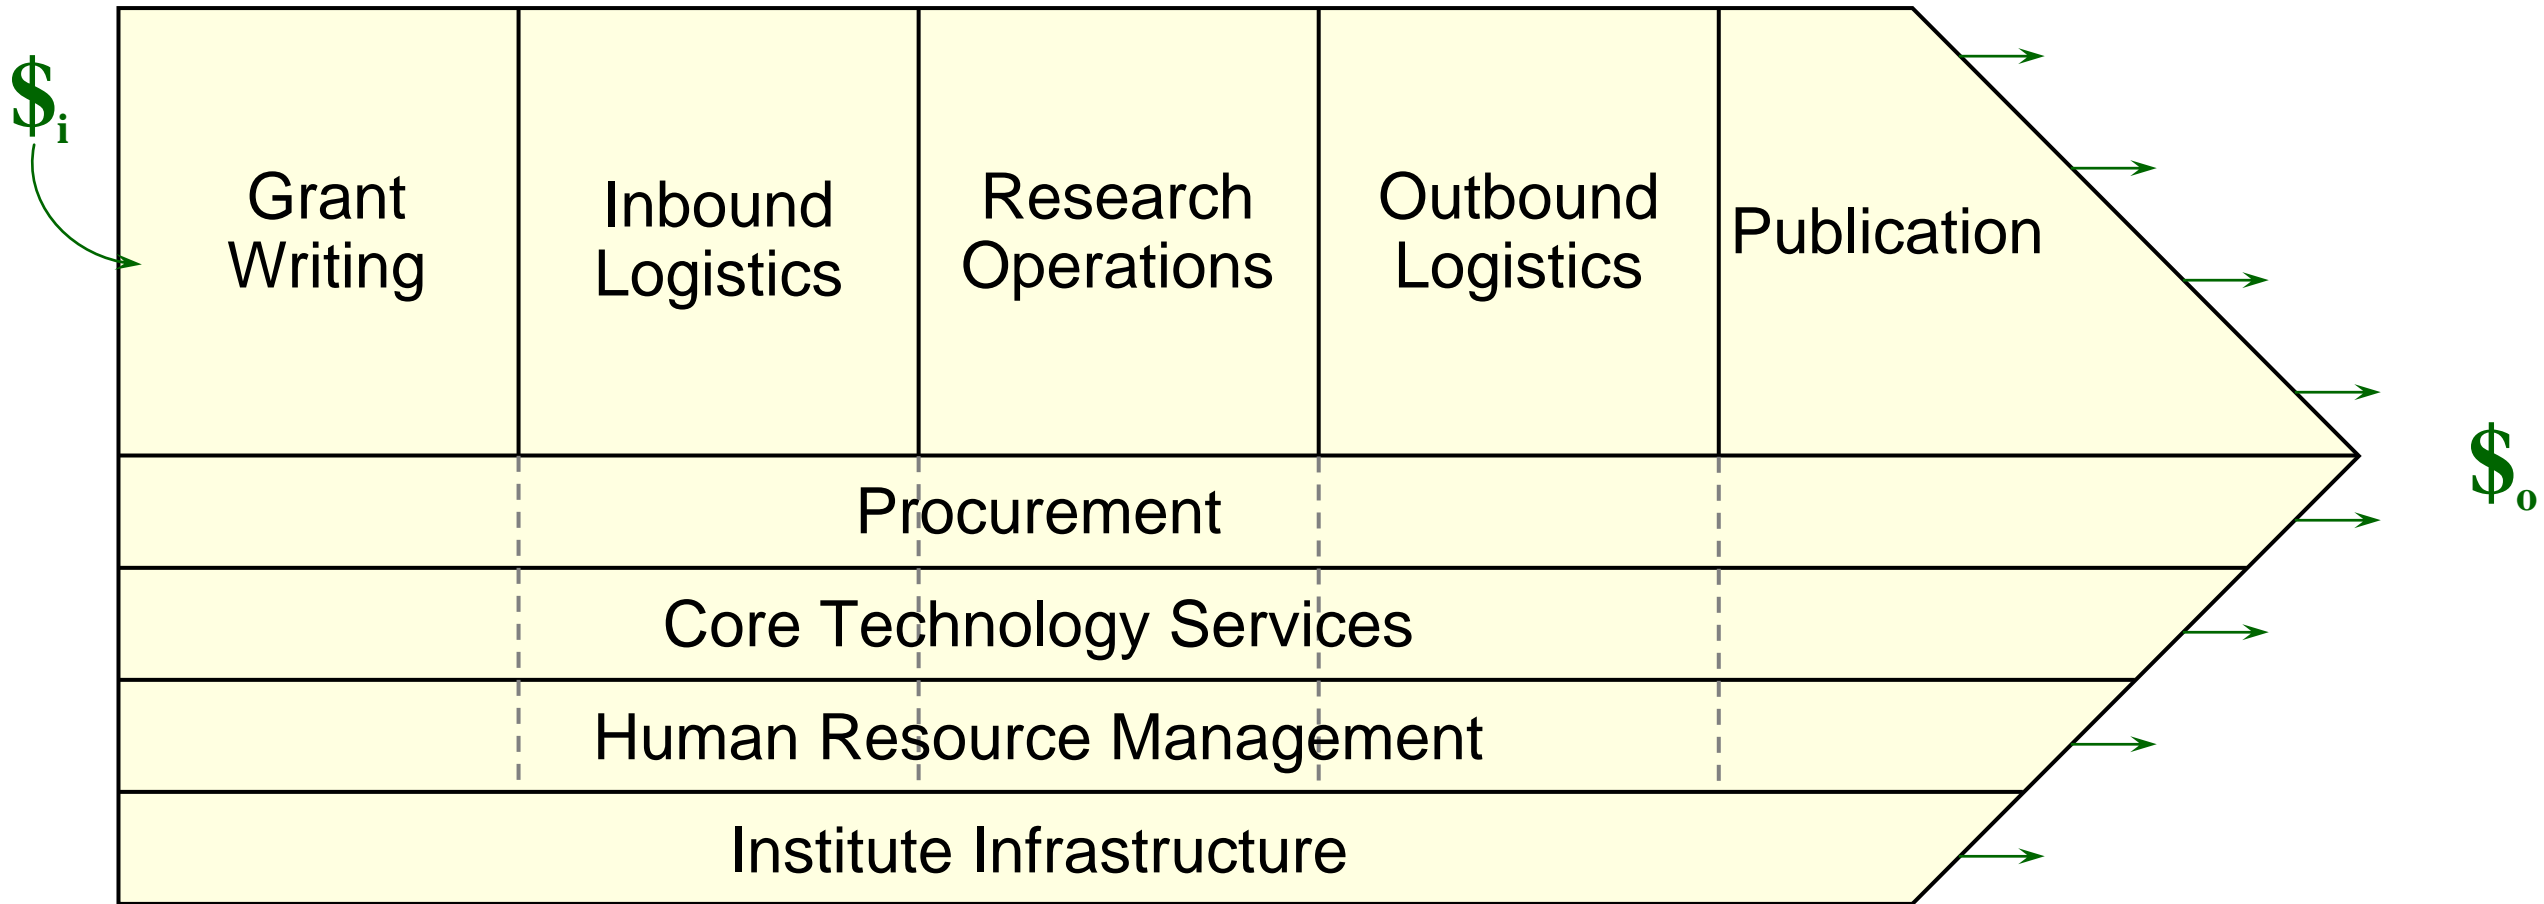 $i
Grant
Writing
Inbound
Logistics
Research
Operations
Outbound
Logistics
Publication
Procurement
$o
Core Technology Services
Human Resource Management
Institute Infrastructure